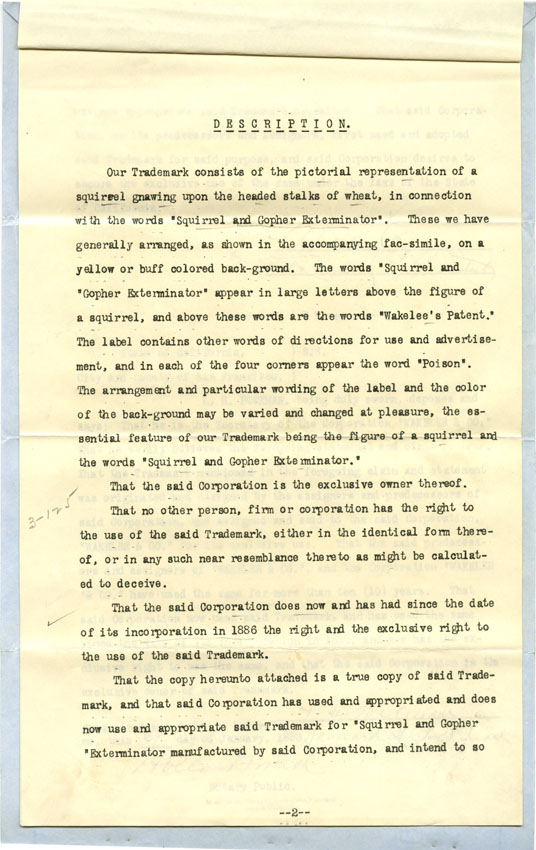 DESCRIPTION.
Our Trademark consists of the pictorial representation of a
squirrel gnawing upon the headed stalks of wheat, in connection
with the words "Squirrel and Gopher Exterminator". These we have
generally arranged, as shown in the accompanying fac-simile, on a
yellow or buff colored back-ground. The words "Squirrel and
"Gopher Exterminator" appear in large letters above the figure of
a squirrel, and above these words are the words "Wakelee's Patent."
The label contains other words of directions for use and advertise-
ment, and in each of the four corners appear the word "Poison".
The arrangement and particular wording of the label and the color
of the back-ground may be varied and changed at pleasure, the es-
sential feature of our Trademark being the figure of a squirrel and
the words "Squirrel and Gopher Exterminator."
That the said Corporation is the exclusive owner thereof.
3-125
That no other person, firm or corporation has the right to
the use of the said Trademark, either in the identical form there-
of, or in any such near resemblance thereto as might be calculat-
ed to deceive.
That the said Corporation does now and has had since the date
of its incorporation in 1886 the right and the exclusive right to
the use of the said Trademark.
That the copy hereunto attached is a true copy of said Trade-
mark, and that said Corporation has used and appropriated and does
now use and appropriate said Trademark for "Squirrel and Gopher
"Exterminator manufactured by said Corporation, and intend to so
Notary Public.
--2--